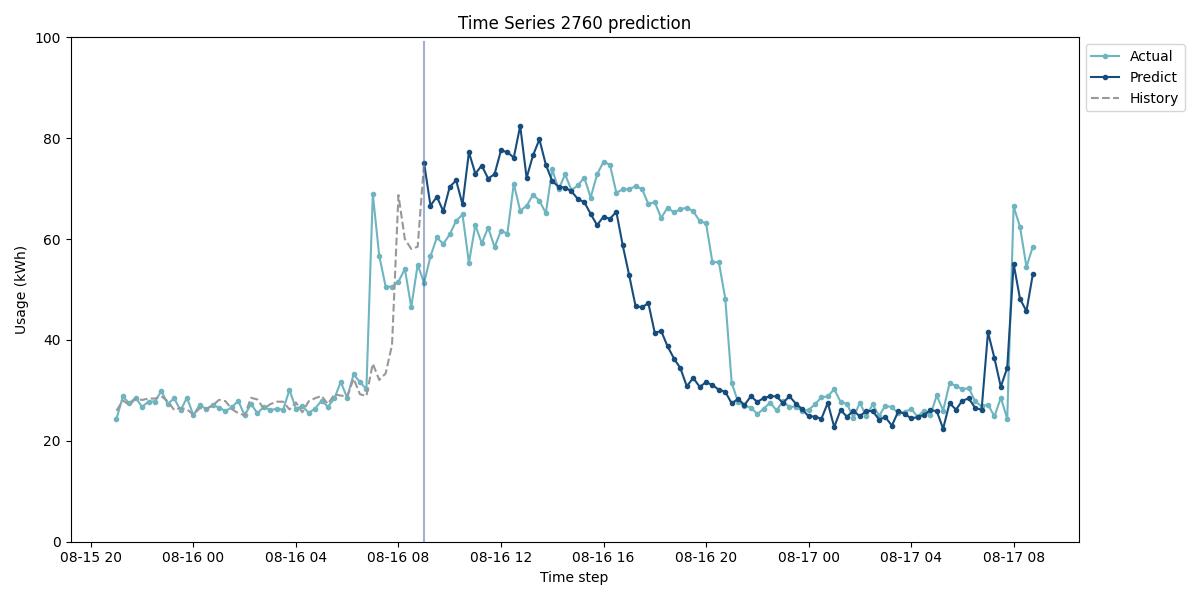 Time Series 2760 prediction
100
80
60
40
20
0
Usage (kWh)
08-15 20 08-16 00 08-16 04 08-16 08 08-16 12 08-16 16 08-16 20 08-17 00 08-17 04 08-17 08
Time step
Actual
Predict
History